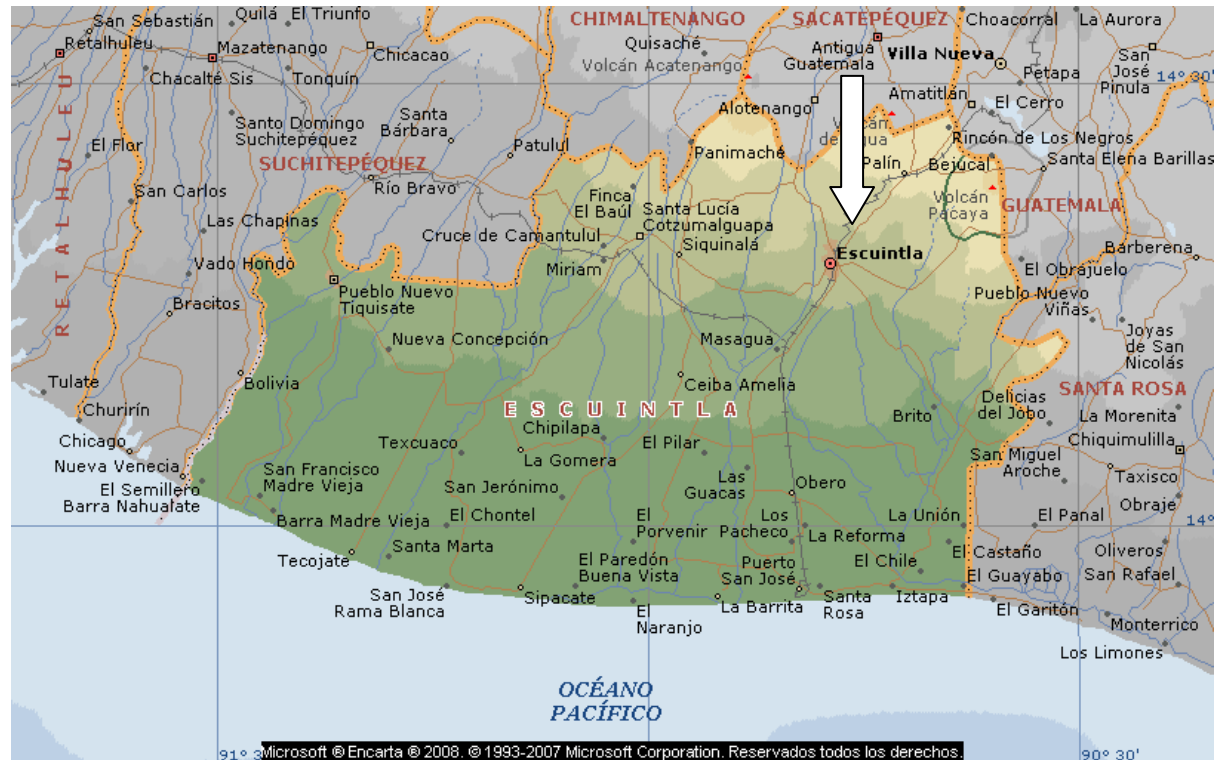 San Sebastián
Quilá
El Triunfo
CHIMALTENANGO
SACATEPÉQUEZ
Choacorral
La Aurora
Retalhuleu
Mazatenango
Chicacao
Quisaché
Antigua
Guatemala
Villa Nueva
San
José
Pinula
Chacalté Sis
Tonquín
Volcán Acatenango
Petapa
14° 30'
Alotenango
Amatitlán
El Cerro
Santo Domingo
Suchitepéquez
Santa
Bárbara
Patulul
Volcán
de Agua
Rincón de Los Negros
El Flor
SUCHITEPÉQUEZ
Panimaché
Palín
Bejucal
Santa Elena Barillas
RETALHULEU
San Carlos
Río Bravo
Finca
El Baúl
Santa Lucía
Cotzumalguapa
Volcán
Pacaya
GUATEMALA
Las Chapinas
Cruce de Camantulul
Siquinalá
Escuintla
Barberena
Vado Hondo
Miriam
El Obrajuelo
Bracitos
Pueblo Nuevo
Tiquisate
Pueblo Nuevo
Viñas
Nueva Concepción
Masagua
Joyas
de San
Nicolás
Tulate
Bolivia
Ceiba Amelia
SANTA ROSA
Churirín
ESCUINTLA
Brito
Delicias
del Jobo
La Morenita
Chicago
Texcuaco
Chipilapa
El Pilar
Chiquimulilla
Nueva Venecia
San Francisco
Madre Vieja
La Gomera
San Miguel
Aroche
Taxisco
El Semillero
Barra Nahualate
San Jerónimo
Las
Guacas
Obero
Obraje
Barra Madre Vieja
El Chontel
El
Porvenir
Los
Pacheco
La Unión
El Panal
14°
La Reforma
Tecojate
Santa Marta
El Paredón
Buena Vista
Puerto
San José
El Chile
El Castaño
Oliveros
San José
Rama Blanca
Sipacate
El
Naranjo
La Barrita
Santa
Rosa
Iztapa
El Guayabo
San Rafael
El Garitón
Monterrico
Los Limones
OCÉANO
PACÍFICO
91° 3
Microsoft ® Encarta ® 2008. © 1993-2007 Microsoft Corporation. Reservados todos los derechos.
90° 30'